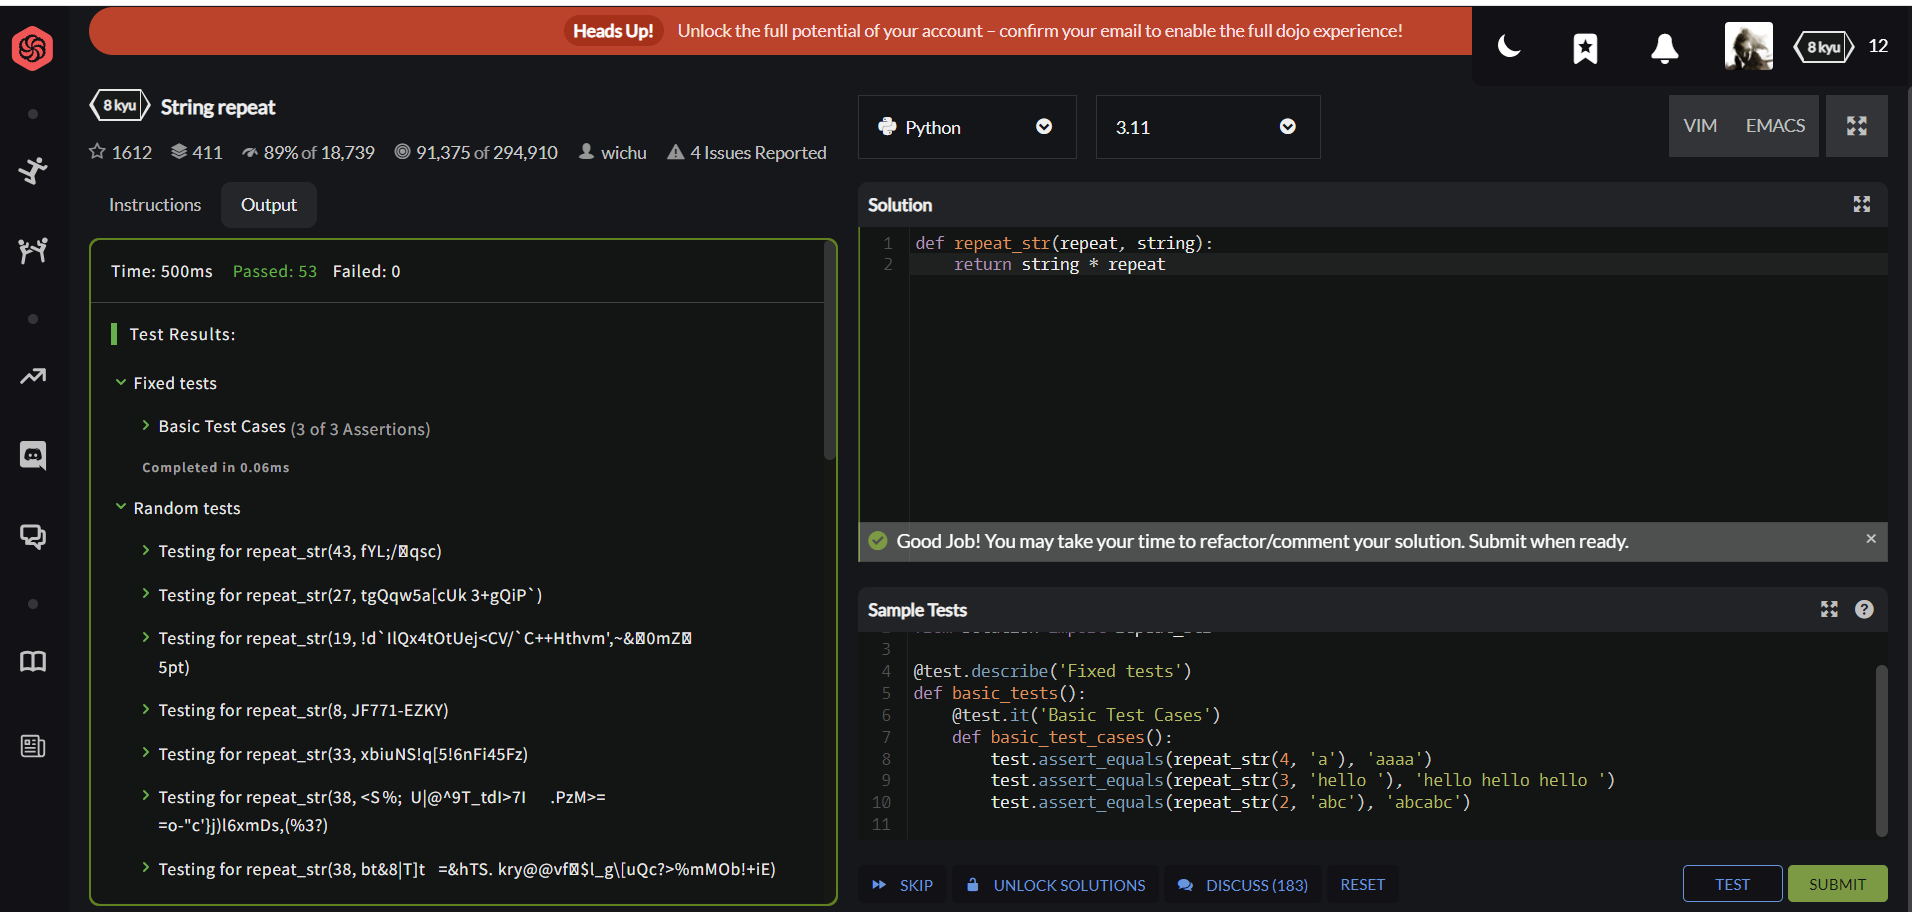 Heads Up! Unlock the full potential of your account – confirm your email to enable the full dojo experience!
8 kyu 12
8 kyu String repeat
1612 411 89% of 18,739 91,375 of 294,910 wichu 4 Issues Reported
Instructions Output
Time: 500ms Passed: 53 Failed: 0
Test Results:
Fixed tests
Basic Test Cases (3 of 3 Assertions)
Completed in 0.06ms
Random tests
Testing for repeat_str(43, fYL;/qsc)
Testing for repeat_str(27, tgQqw5a[cUk 3+gQiP`)
Testing for repeat_str(19, !d`IlQx4tOtUej<CV/`C++Hthvm',~&0mZ
5pt)
Testing for repeat_str(8, JF771-EZKY)
Testing for repeat_str(33, xbiuNS!q[5!6nFi45Fz)
Testing for repeat_str(38, <S%; U|@^9T_tdI>7I .PzM>=
=o-"c'}j)l6xmDs,(%3?)
Testing for repeat_str(38, bt&8|T]t =&hTS. kry@@vf$l_g\[uQc?>%mMOb!+iE)
Python 3.11 VIM EMACS
Solution
1 def repeat_str(repeat, string):
2 return string * repeat
Good Job! You may take your time to refactor/comment your solution. Submit when ready. ×
Sample Tests
3
4 @test.describe('Fixed tests')
5 def basic_tests():
6 @test.it('Basic Test Cases')
7 def basic_test_cases():
8 test.assert_equals(repeat_str(4, 'a'), 'aaaa')
9 test.assert_equals(repeat_str(3, 'hello '), 'hello hello hello ')
10 test.assert_equals(repeat_str(2, 'abc'), 'abcabc')
11
SKIP UNLOCK SOLUTIONS DISCUSS (183) RESET TEST SUBMIT